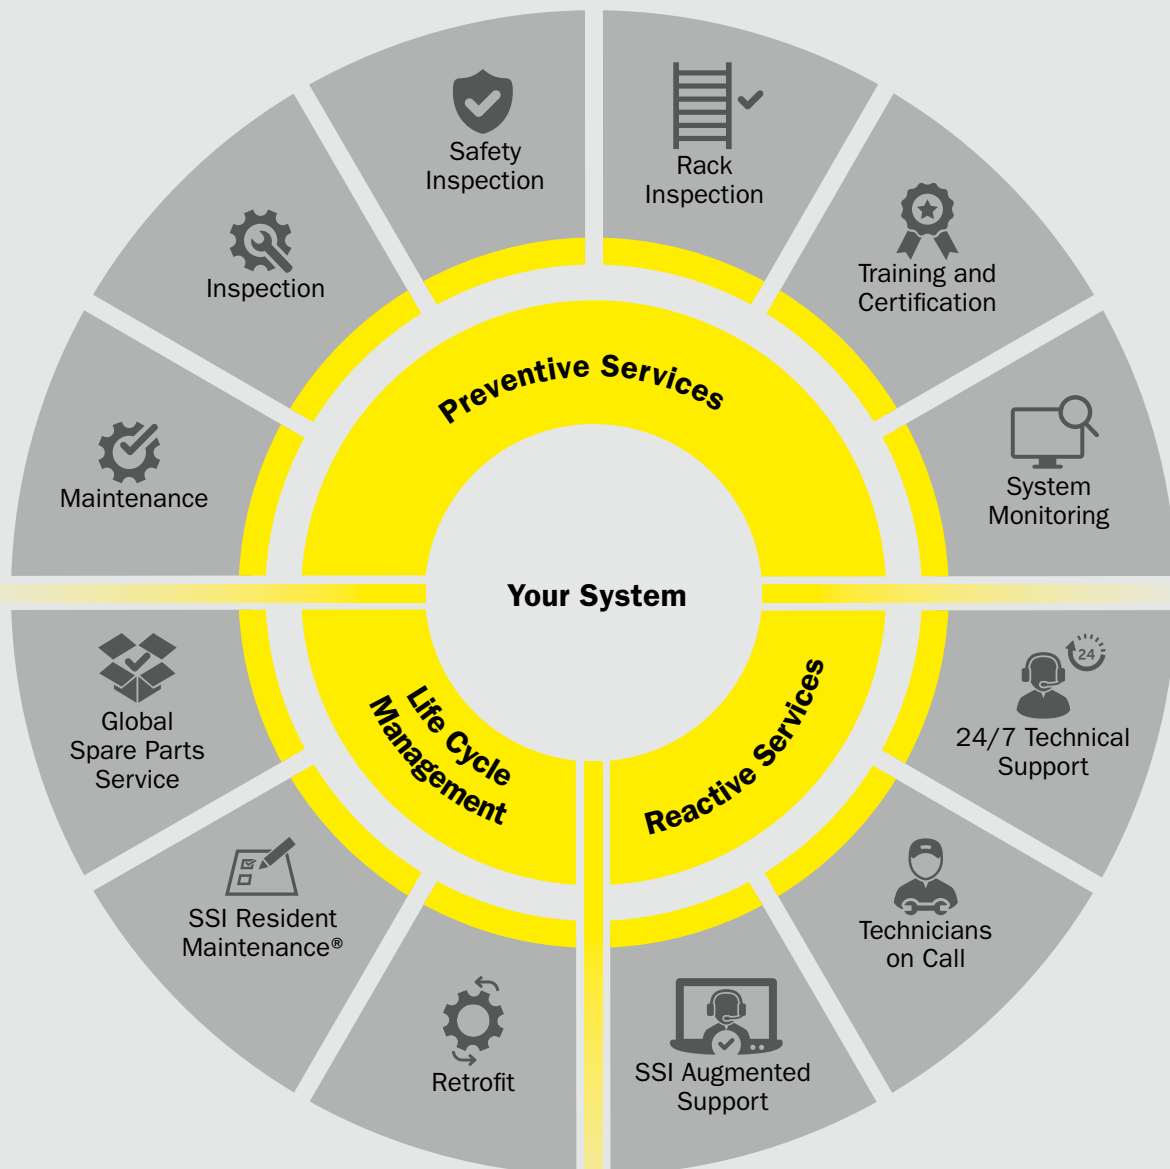 Safety
Inspection
Rack
Inspection
Inspection
Training and
Certification
Maintenance
System
Monitoring
Preventive Services
Your System
Life Cycle
Management
Reactive Services
Global
Spare Parts
Service
24
24/7 Technical
Support
SSI Resident
Maintenance®
Technicians
on Call
Retrofit
SSI Augmented
Support